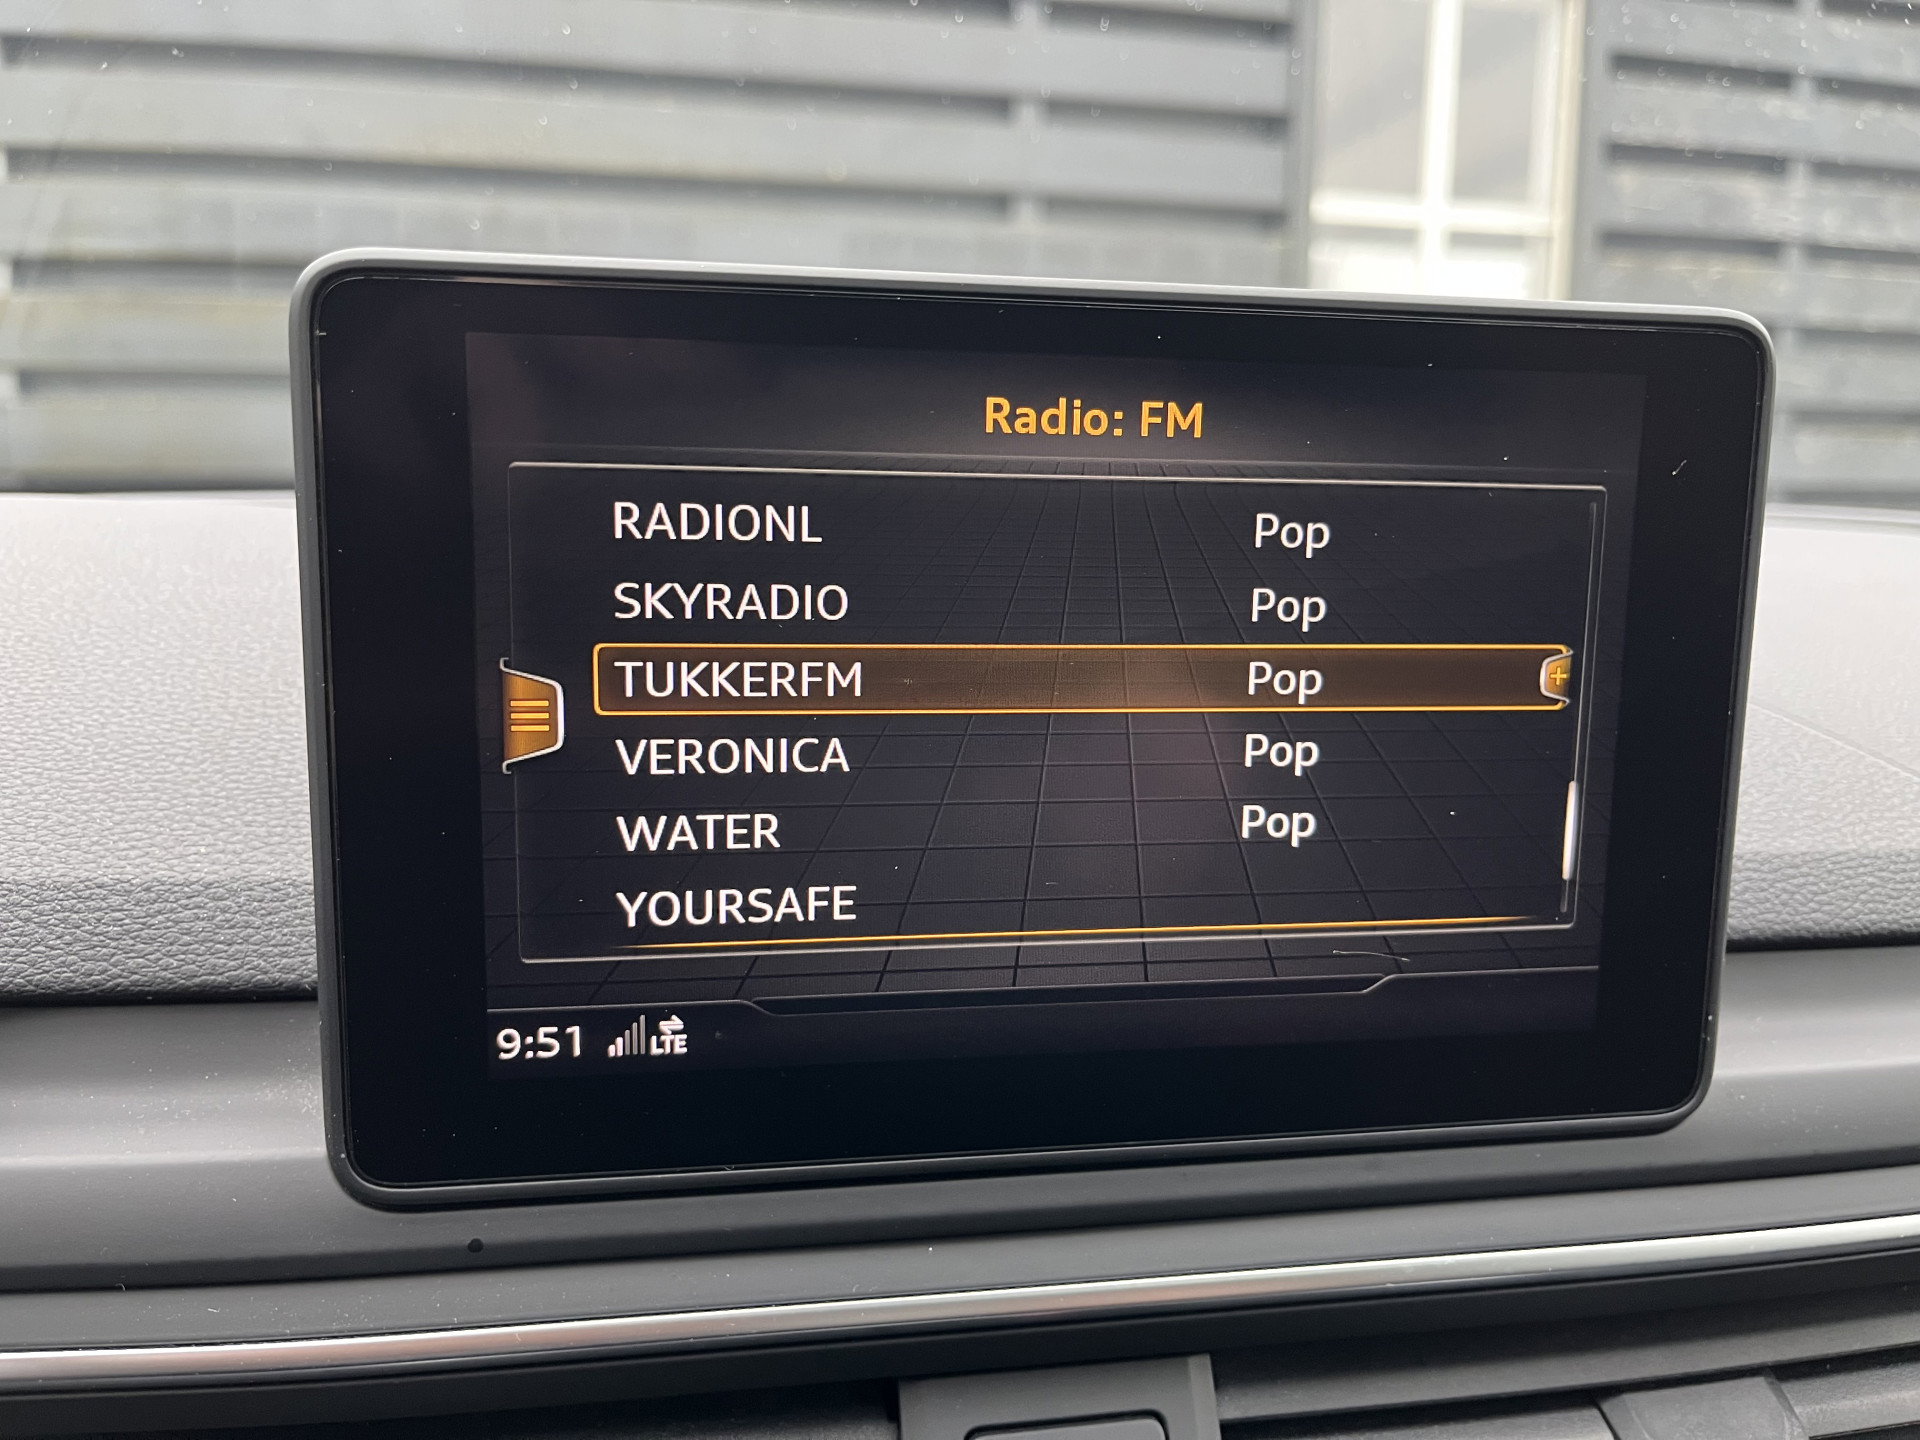 Radio: FM
RADIONL Pop
SKYRADIO Pop
TUKKERFM Pop
VERONICA Pop
WATER Pop
YOURSAFE
9:51 LTE